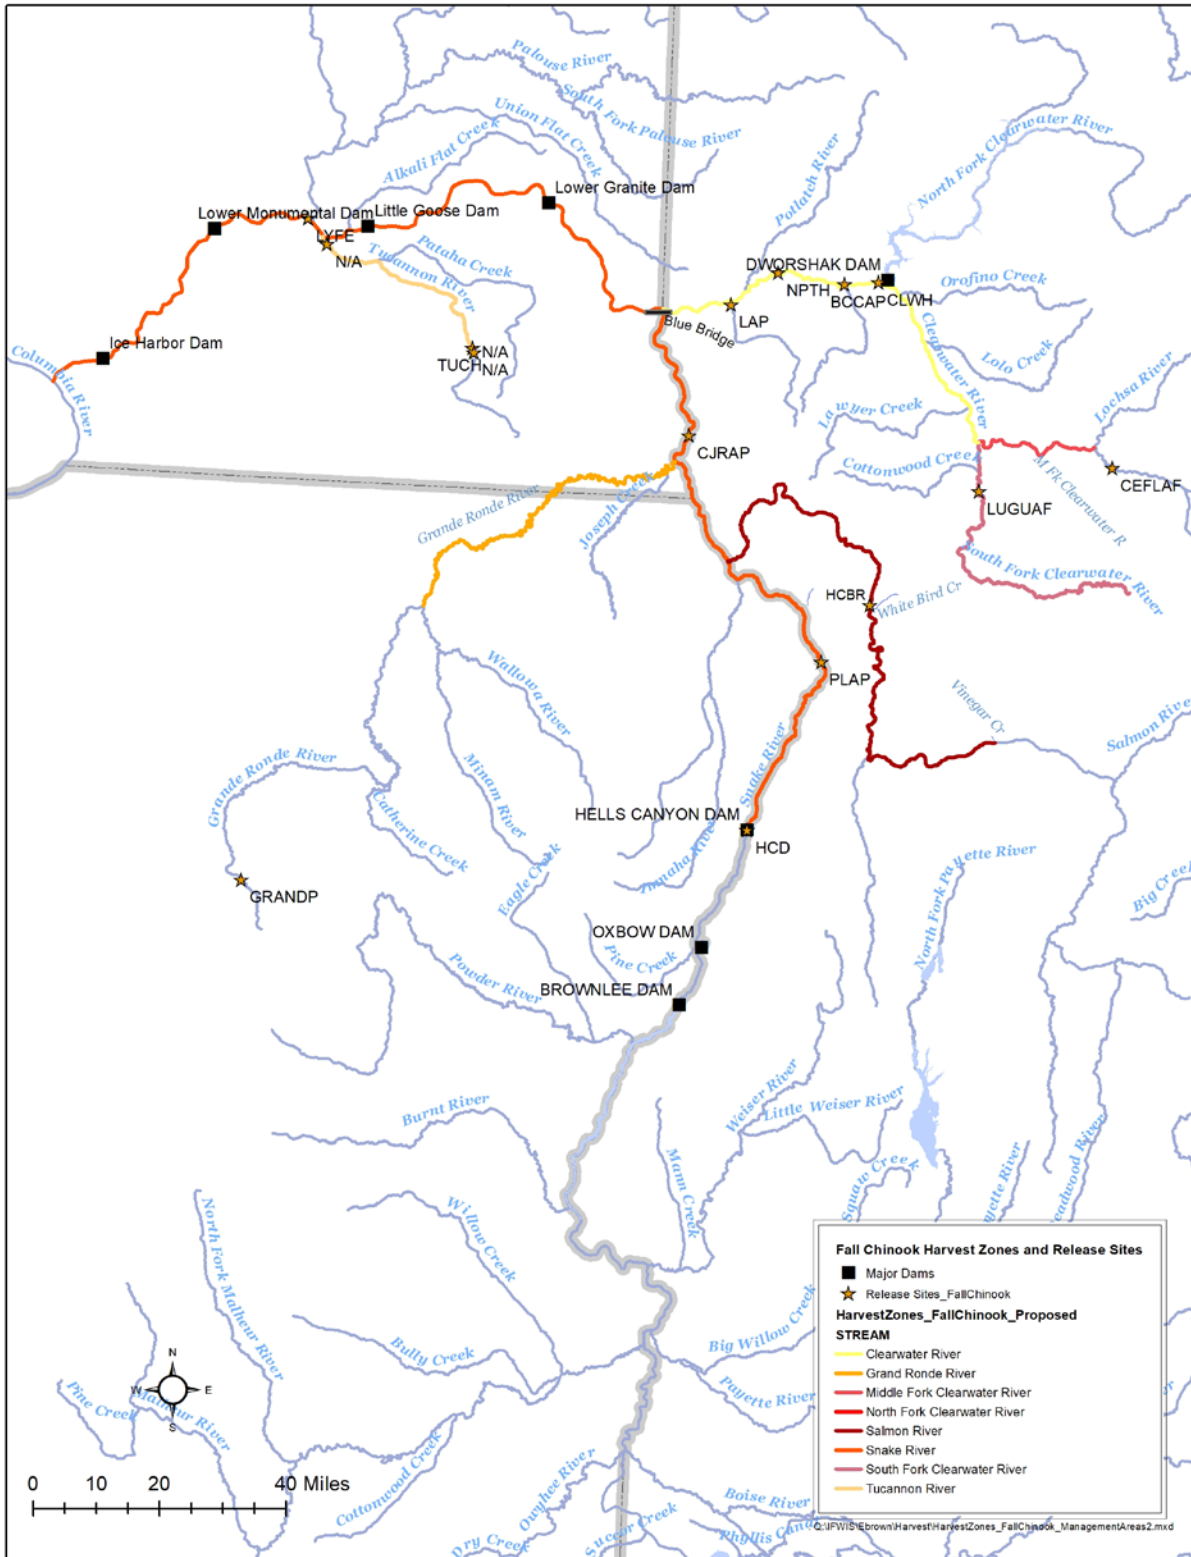 Palouse River
South Fork Palouse River
Union Flat Creek
Alkali Flat Creek
North Fork Clearwater River
Potlatch River
Lower Granite Dam
Lower Monumental Dam
Little Goose Dam
LYFE
N/A
Pataha Creek
Tucannon River
DWORSHAK DAM
NPTH
BCCAP
CLWH
Orofino Creek
LAP
Blue Bridge
Ice Harbor Dam
Columbia River
N/A
TUCH
N/A
Clearwater River
Lolo Creek
Lochsa River
Lawyer Creek
CJRAP
Cottonwood Creek
M Fk Clearwater R
CEFLAF
LUGUAF
Grande Ronde River
Joseph Creek
South Fork Clearwater River
HCBR
White Bird Cr
Wallowa River
PLAP
Vinegar Cr
Salmon River
Snake River
Grande Ronde River
Minam River
Catherine Creek
HELLS CANYON DAM
HCD
Imnaha River
Eagle Creek
North Fork Payette River
Big Creek
GRANDP
OXBOW DAM
Pine Creek
Powder River
BROWNLEE DAM
Burnt River
Weiser River
Little Weiser River
Mann Creek
Squaw Creek
ayette River
eadwood River
Willow Creek
North Fork Malheur River
Bully Creek
Big Willow Creek
Payette River
Pine Creek
Malheur River
Cottonwood Creek
Owyhee River
Dry Creek
Succor Creek
Boise River
Phyllis Cana
N
W E
S
0 10 20 40 Miles
Fall Chinook Harvest Zones and Release Sites
Major Dams
Release Sites_FallChinook
HarvestZones_FallChinook_Proposed
STREAM
Clearwater River
Grand Ronde River
Middle Fork Clearwater River
North Fork Clearwater River
Salmon River
Snake River
South Fork Clearwater River
Tucannon River
Q:\IFWIS\Ebrown\Harvest\HarvestZones_FallChinook_ManagementAreas2.mxd